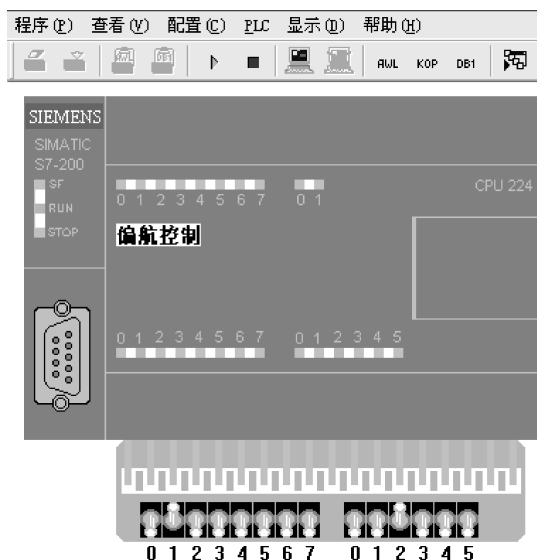 程序(P) 查看(V) 配置(C) PLC 显示(D) 帮助(H)
AWL DB1 AWL KOP DB1
SIEMENS
SIMATIC
S7-200
SF
RUN
STOP
0 1 2 3 4 5 6 7 0 1
CPU 224
偏航控制
0 1 2 3 4 5 6 7 0 1 2 3 4 5
0 1 2 3 4 5 6 7 0 1 2 3 4 5